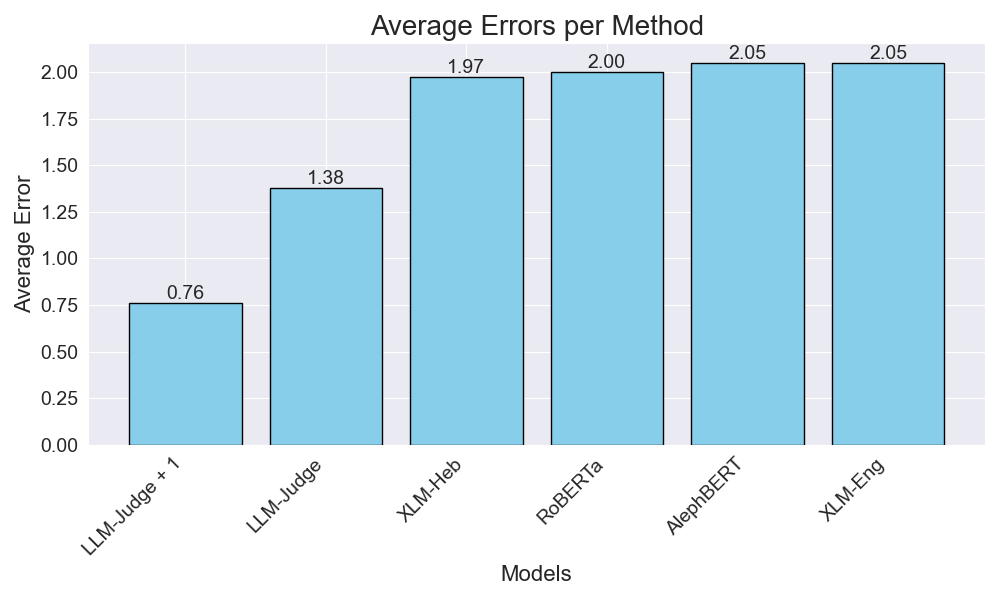 Average Errors per Method
Average Error
2.00
1.75
1.50
1.25
1.00
0.75
0.50
0.25
0.00
0.76
1.38
1.97
2.00
2.05
2.05
LLM-Judge + 1
LLM-Judge
XLM-Heb
RoBERTa
AlephBERT
XLM-Eng
Models